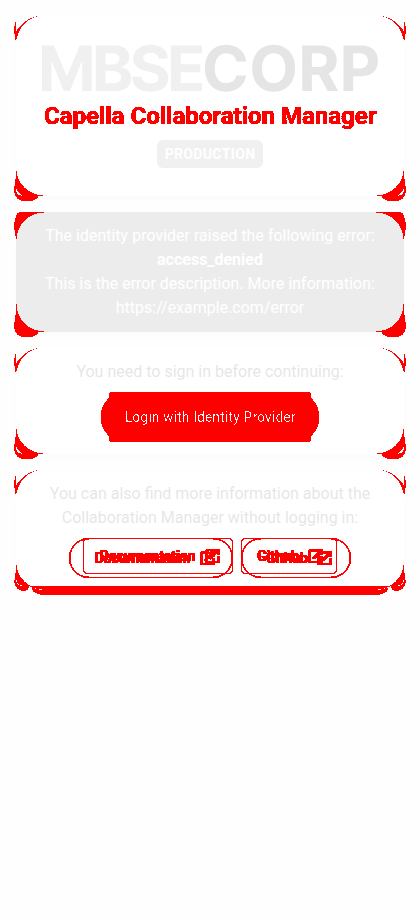 MBSECORP
Capella Collaboration Manager
PRODUCTION
The identity provider raised the following error:
access_denied
This is the error description. More information:
https://example.com/error
You need to sign in before continuing:
Login with Identity Provider
You can also find more information about the
Collaboration Manager without logging in:
Documentation